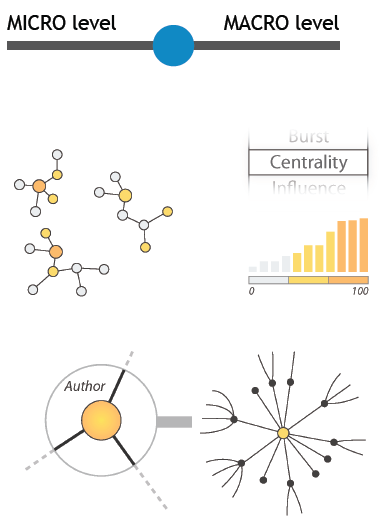 MICRO level MACRO level
Burst
Centrality
Influence
0 100
Author